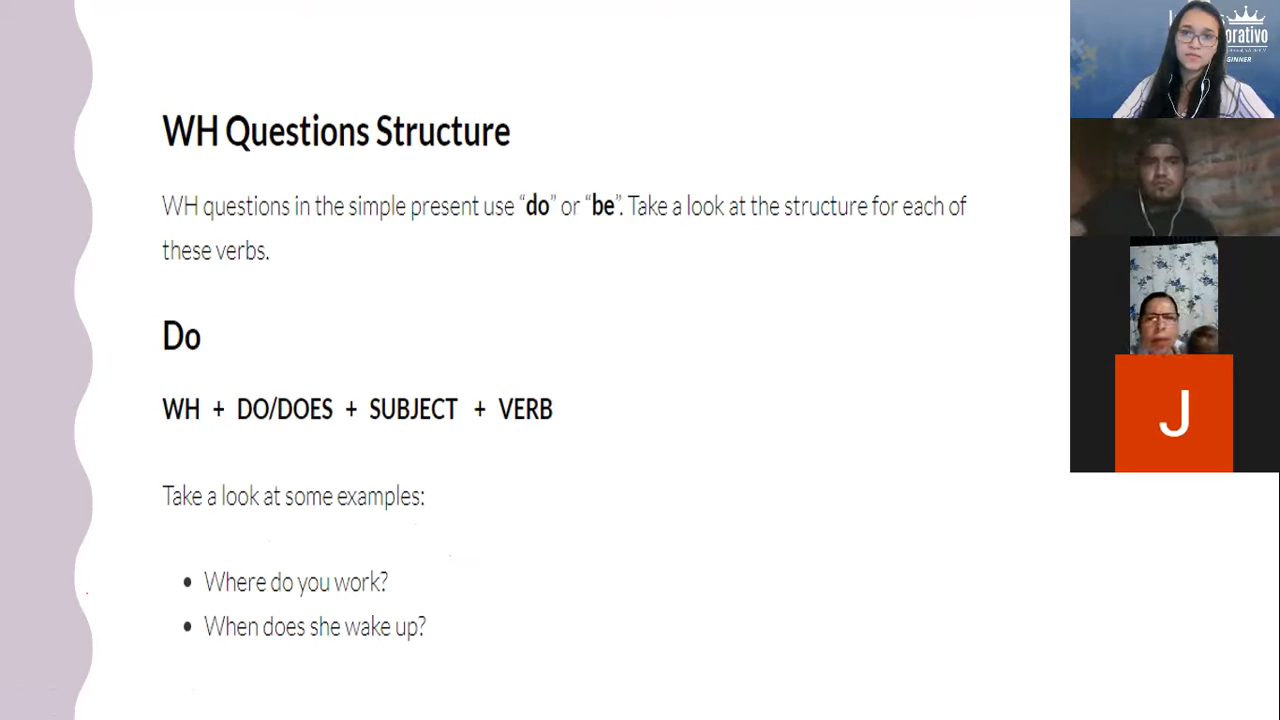 WH Questions Structure
WH questions in the simple present use “do” or “be”. Take a look at the structure for each of
these verbs.
Do
WH + DO/DOES + SUBJECT + VERB
Take a look at some examples:
• Where do you work?
• When does she wake up?
J